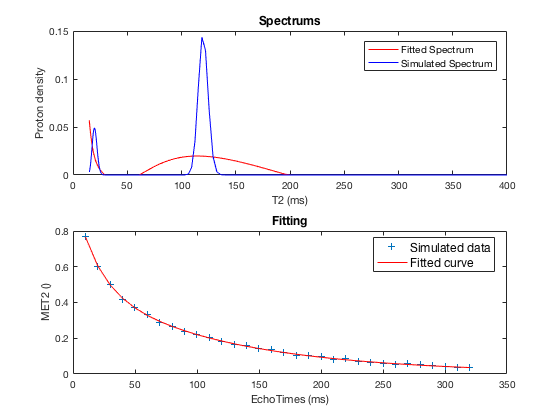 Spectrums
0.15
0.1
0.05
0
Proton density
Fitted Spectrum
Simulated Spectrum
0 50 100 150 200 250 300 350 400
T2 (ms)
Fitting
0.8
0.6
0.4
0.2
0
MET2 ()
Simulated data
Fitted curve
0 50 100 150 200 250 300 350
EchoTimes (ms)